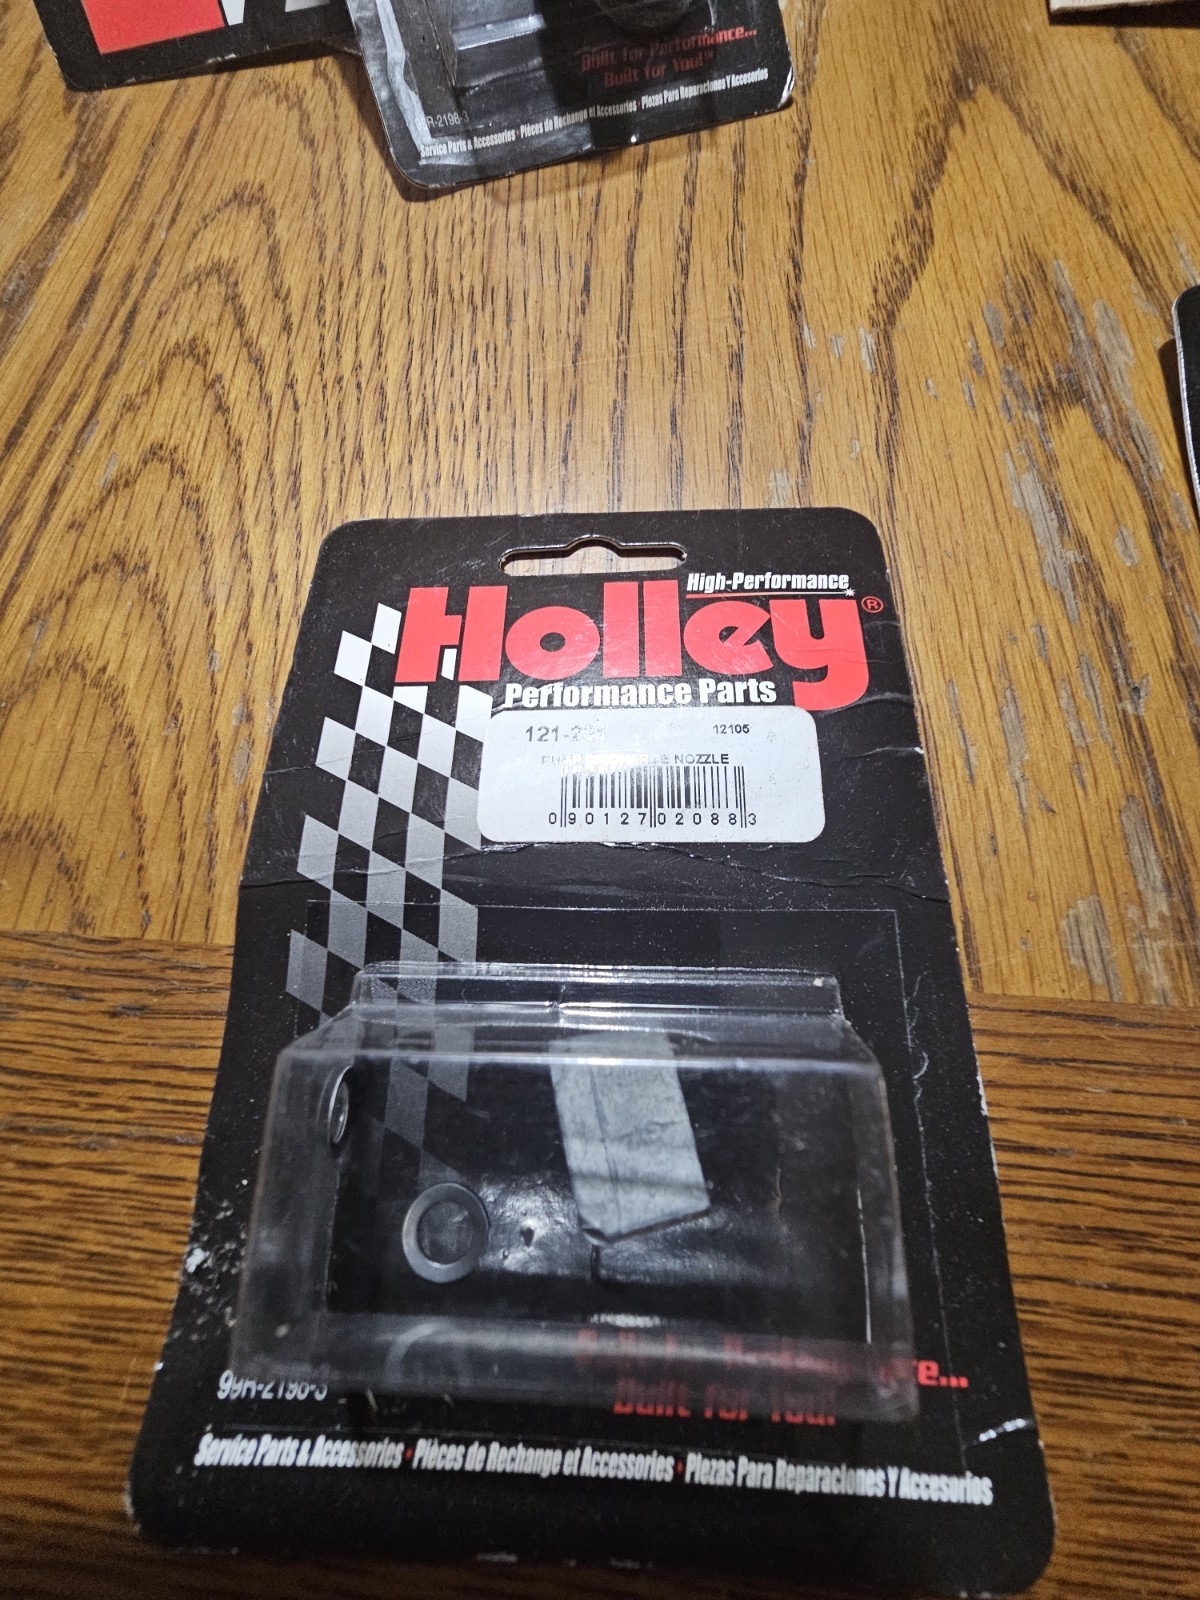 Built for Performance...
Built for You!
99R-2198-3
Service Parts & Accessories • Pièces de Rechange et Accessories • Piezas Para Reparaciones Y Accesorios
High-Performance
Holley®
Performance Parts
12105
NOZZLE
0 90127 02088 3
Built for You!
99R-2198-3
Service Parts & Accessories • Pièces de Rechange et Accessories • Piezas Para Reparaciones Y Accesorios